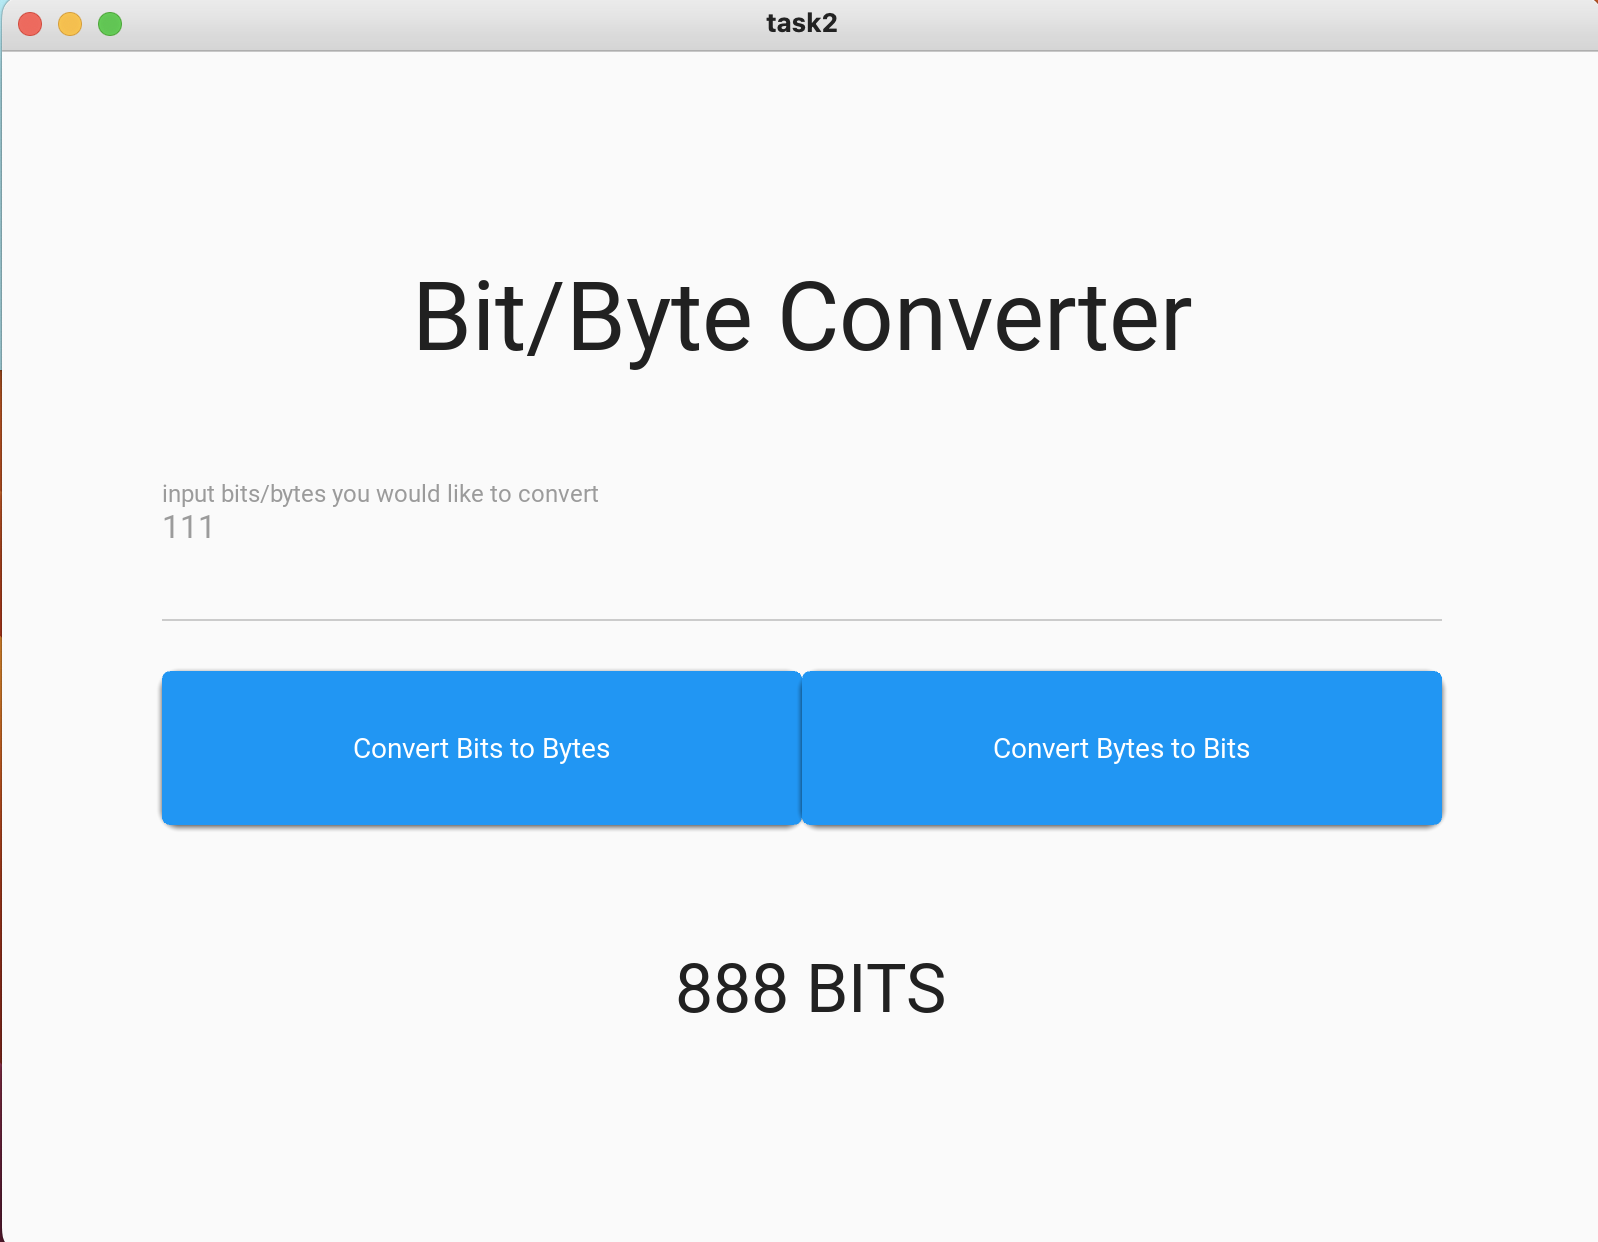 task2
Bit/Byte Converter
input bits/bytes you would like to convert
111
Convert Bits to Bytes
Convert Bytes to Bits
888 BITS